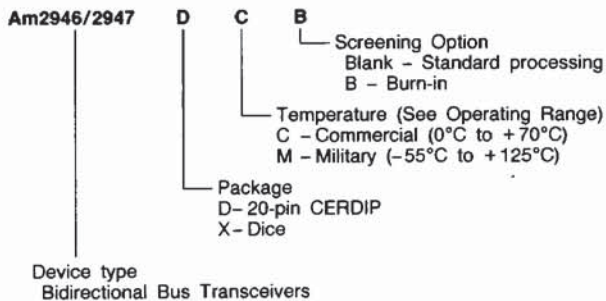 Am2946/2947 D C B
Screening Option
Blank – Standard processing
B – Burn-in
Temperature (See Operating Range)
C – Commercial (0°C to +70°C)
M – Military (–55°C to +125°C)
Package
D– 20-pin CERDIP
X– Dice
Device type
Bidirectional Bus Transceivers